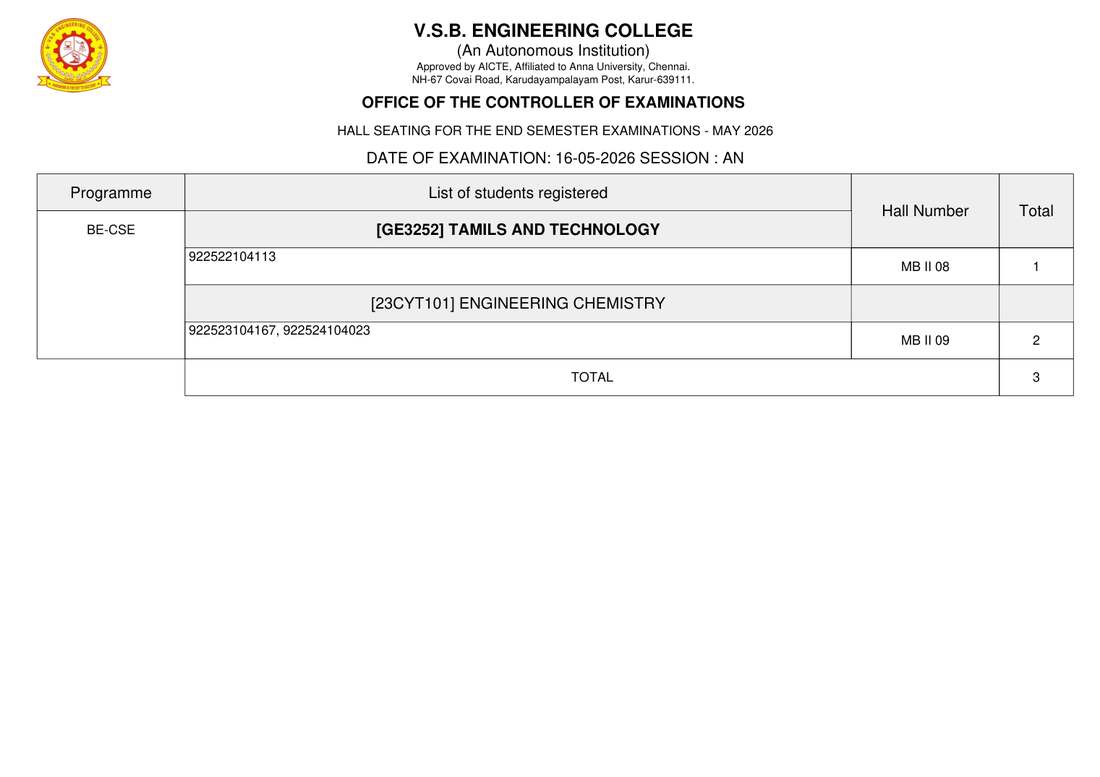 V.S.B. ENGINEERING COLLEGE
(An Autonomous Institution)
Approved by AICTE, Affiliated to Anna University, Chennai.
NH-67 Covai Road, Karudayampalayam Post, Karur-639111.
OFFICE OF THE CONTROLLER OF EXAMINATIONS
HALL SEATING FOR THE END SEMESTER EXAMINATIONS - MAY 2026
DATE OF EXAMINATION: 16-05-2026 SESSION : AN
Programme List of students registered Hall Number Total
BE-CSE [GE3252] TAMILS AND TECHNOLOGY
922522104113 MB II 08 1
[23CYT101] ENGINEERING CHEMISTRY
922523104167, 922524104023 MB II 09 2
TOTAL 3